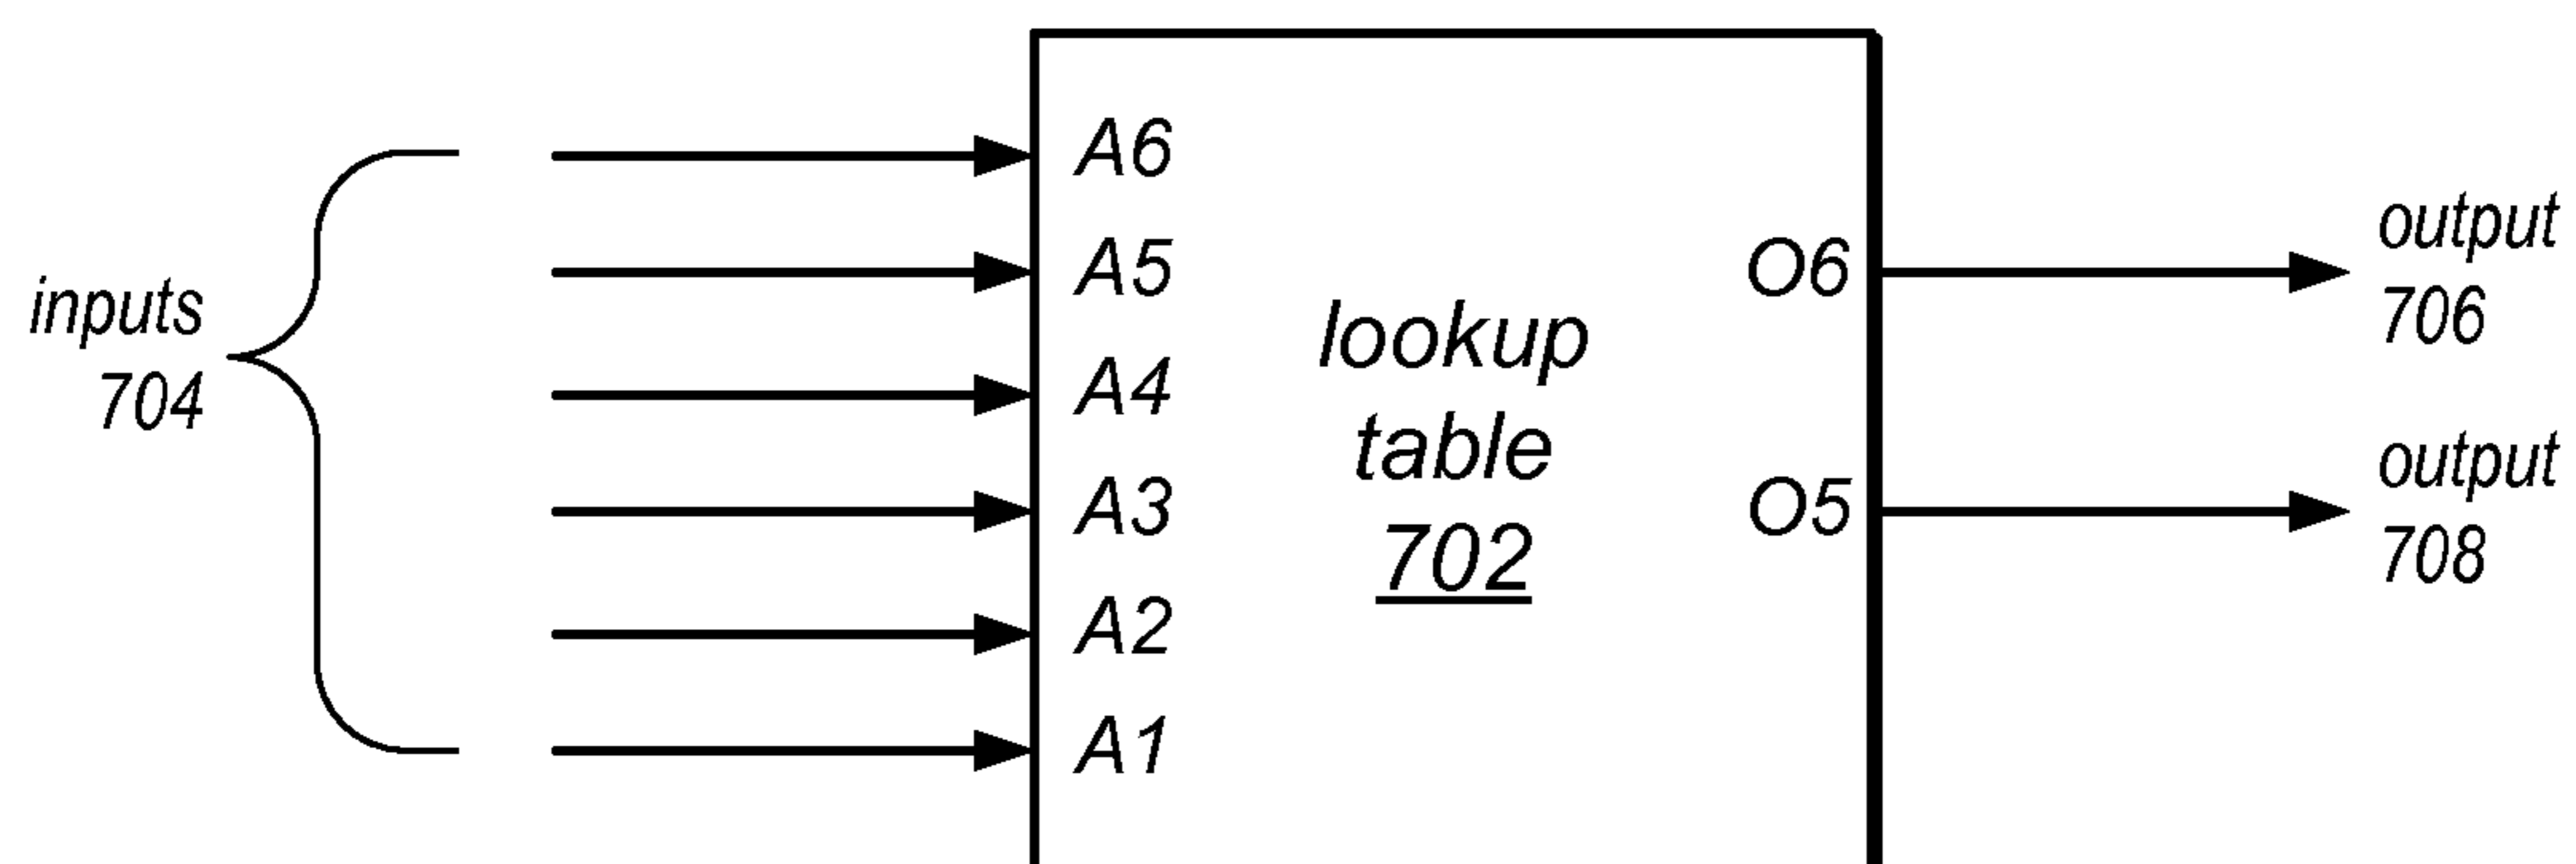 inputs
704
A6
A5
A4
A3
A2
A1
lookup
table
702
O6
O5
output
706
output
708